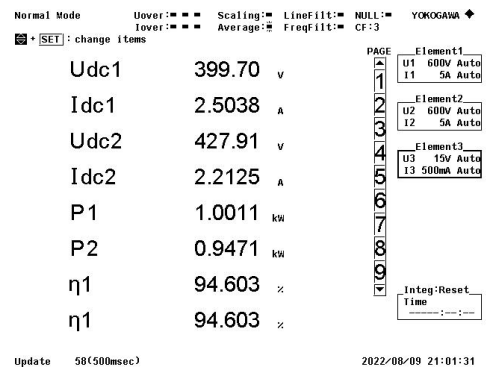 Normal Mode Uover: Scaling: LineFilt: NULL: YOKOGAWA
Iover: Average: FreqFilt: CF:3
+ SET : change items
PAGE
Udc1 399.70 V
Idc1 2.5038 A
Udc2 427.91 V
Idc2 2.2125 A
P1 1.0011 kW
P2 0.9471 kW
η1 94.603 %
η1 94.603 %
1
2
3
4
5
6
7
8
9
Element1
U1 600V Auto
I1 5A Auto
Element2
U2 600V Auto
I2 5A Auto
Element3
U3 15V Auto
I3 500mA Auto
Integ:Reset
Time
-----:--:--
Update 58(500msec) 2022/08/09 21:01:31